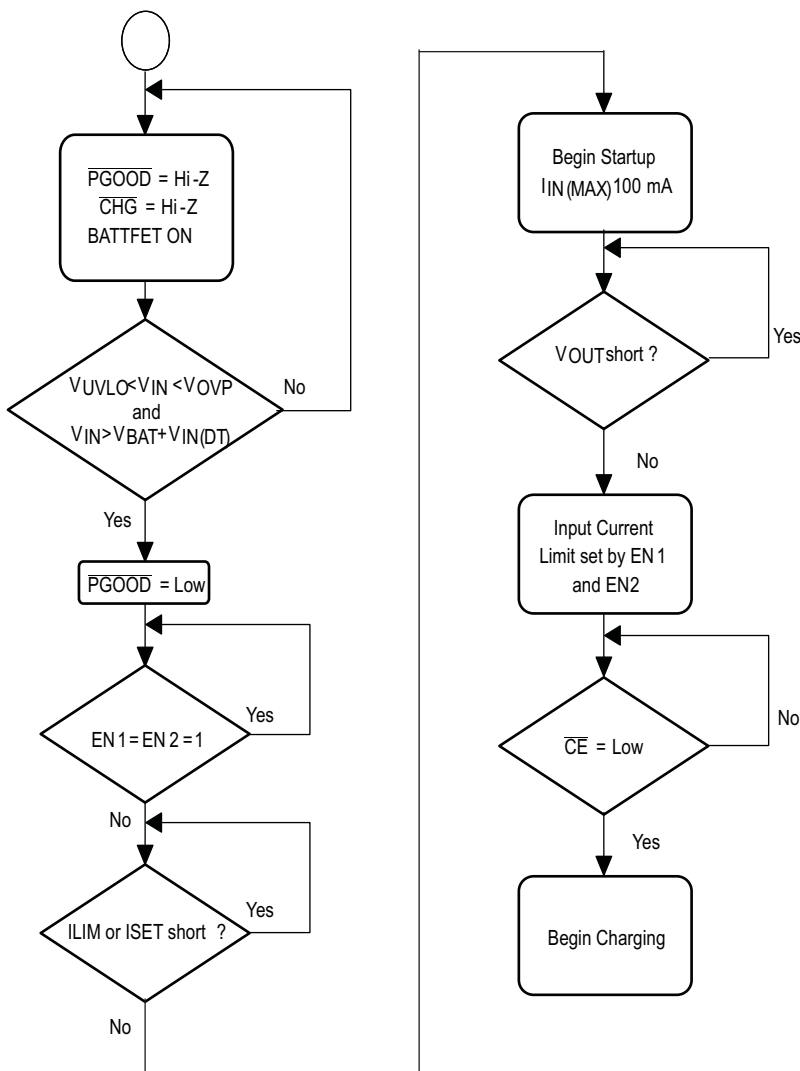 PGOOD = Hi-Z
CHG = Hi-Z
BATTFET ON
VUVLO<VIN <VOVP
and
VIN>VBAT+VIN(DT)
No
Yes
PGOOD = Low
EN1=EN2=1
Yes
No
ILIM or ISET short ?
Yes
No
Begin Startup
IIN(MAX) 100 mA
VOUT short ?
Yes
No
Input Current
Limit set by EN1
and EN2
CE = Low
No
Yes
Begin Charging